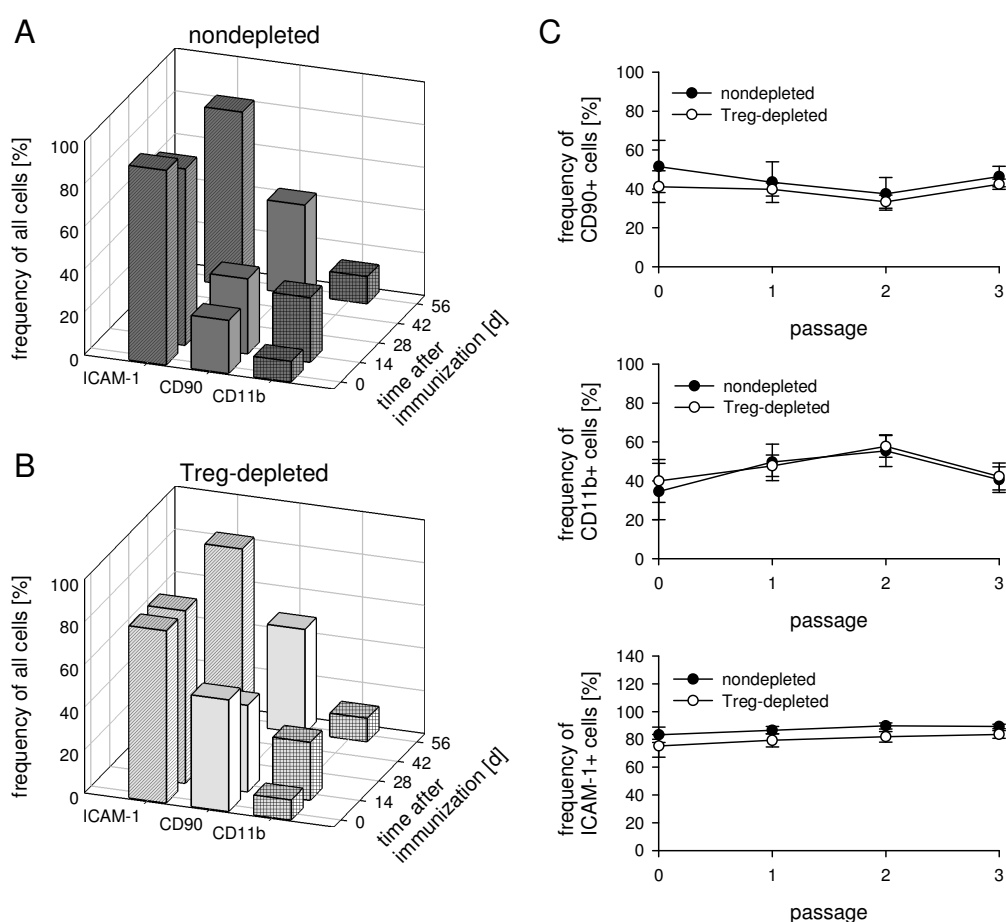 A
nondepleted
frequency of all cells [%]
100
80
60
40
20
0
ICAM-1
CD90
CD11b
0
14
28
42
56
time after
immunization [d]
B
Treg-depleted
frequency of all cells [%]
100
80
60
40
20
0
ICAM-1
CD90
CD11b
0
14
28
42
56
time after
immunization [d]
C
frequency of
CD90+ cells [%]
100
80
60
40
20
0
nondepleted
Treg-depleted
0 1 2 3
passage
frequency of
CD11b+ cells [%]
100
80
60
40
20
0
nondepleted
Treg-depleted
0 1 2 3
passage
frequency of
ICAM-1+ cells [%]
140
120
100
80
60
40
20
0
nondepleted
Treg-depleted
0 1 2 3
passage